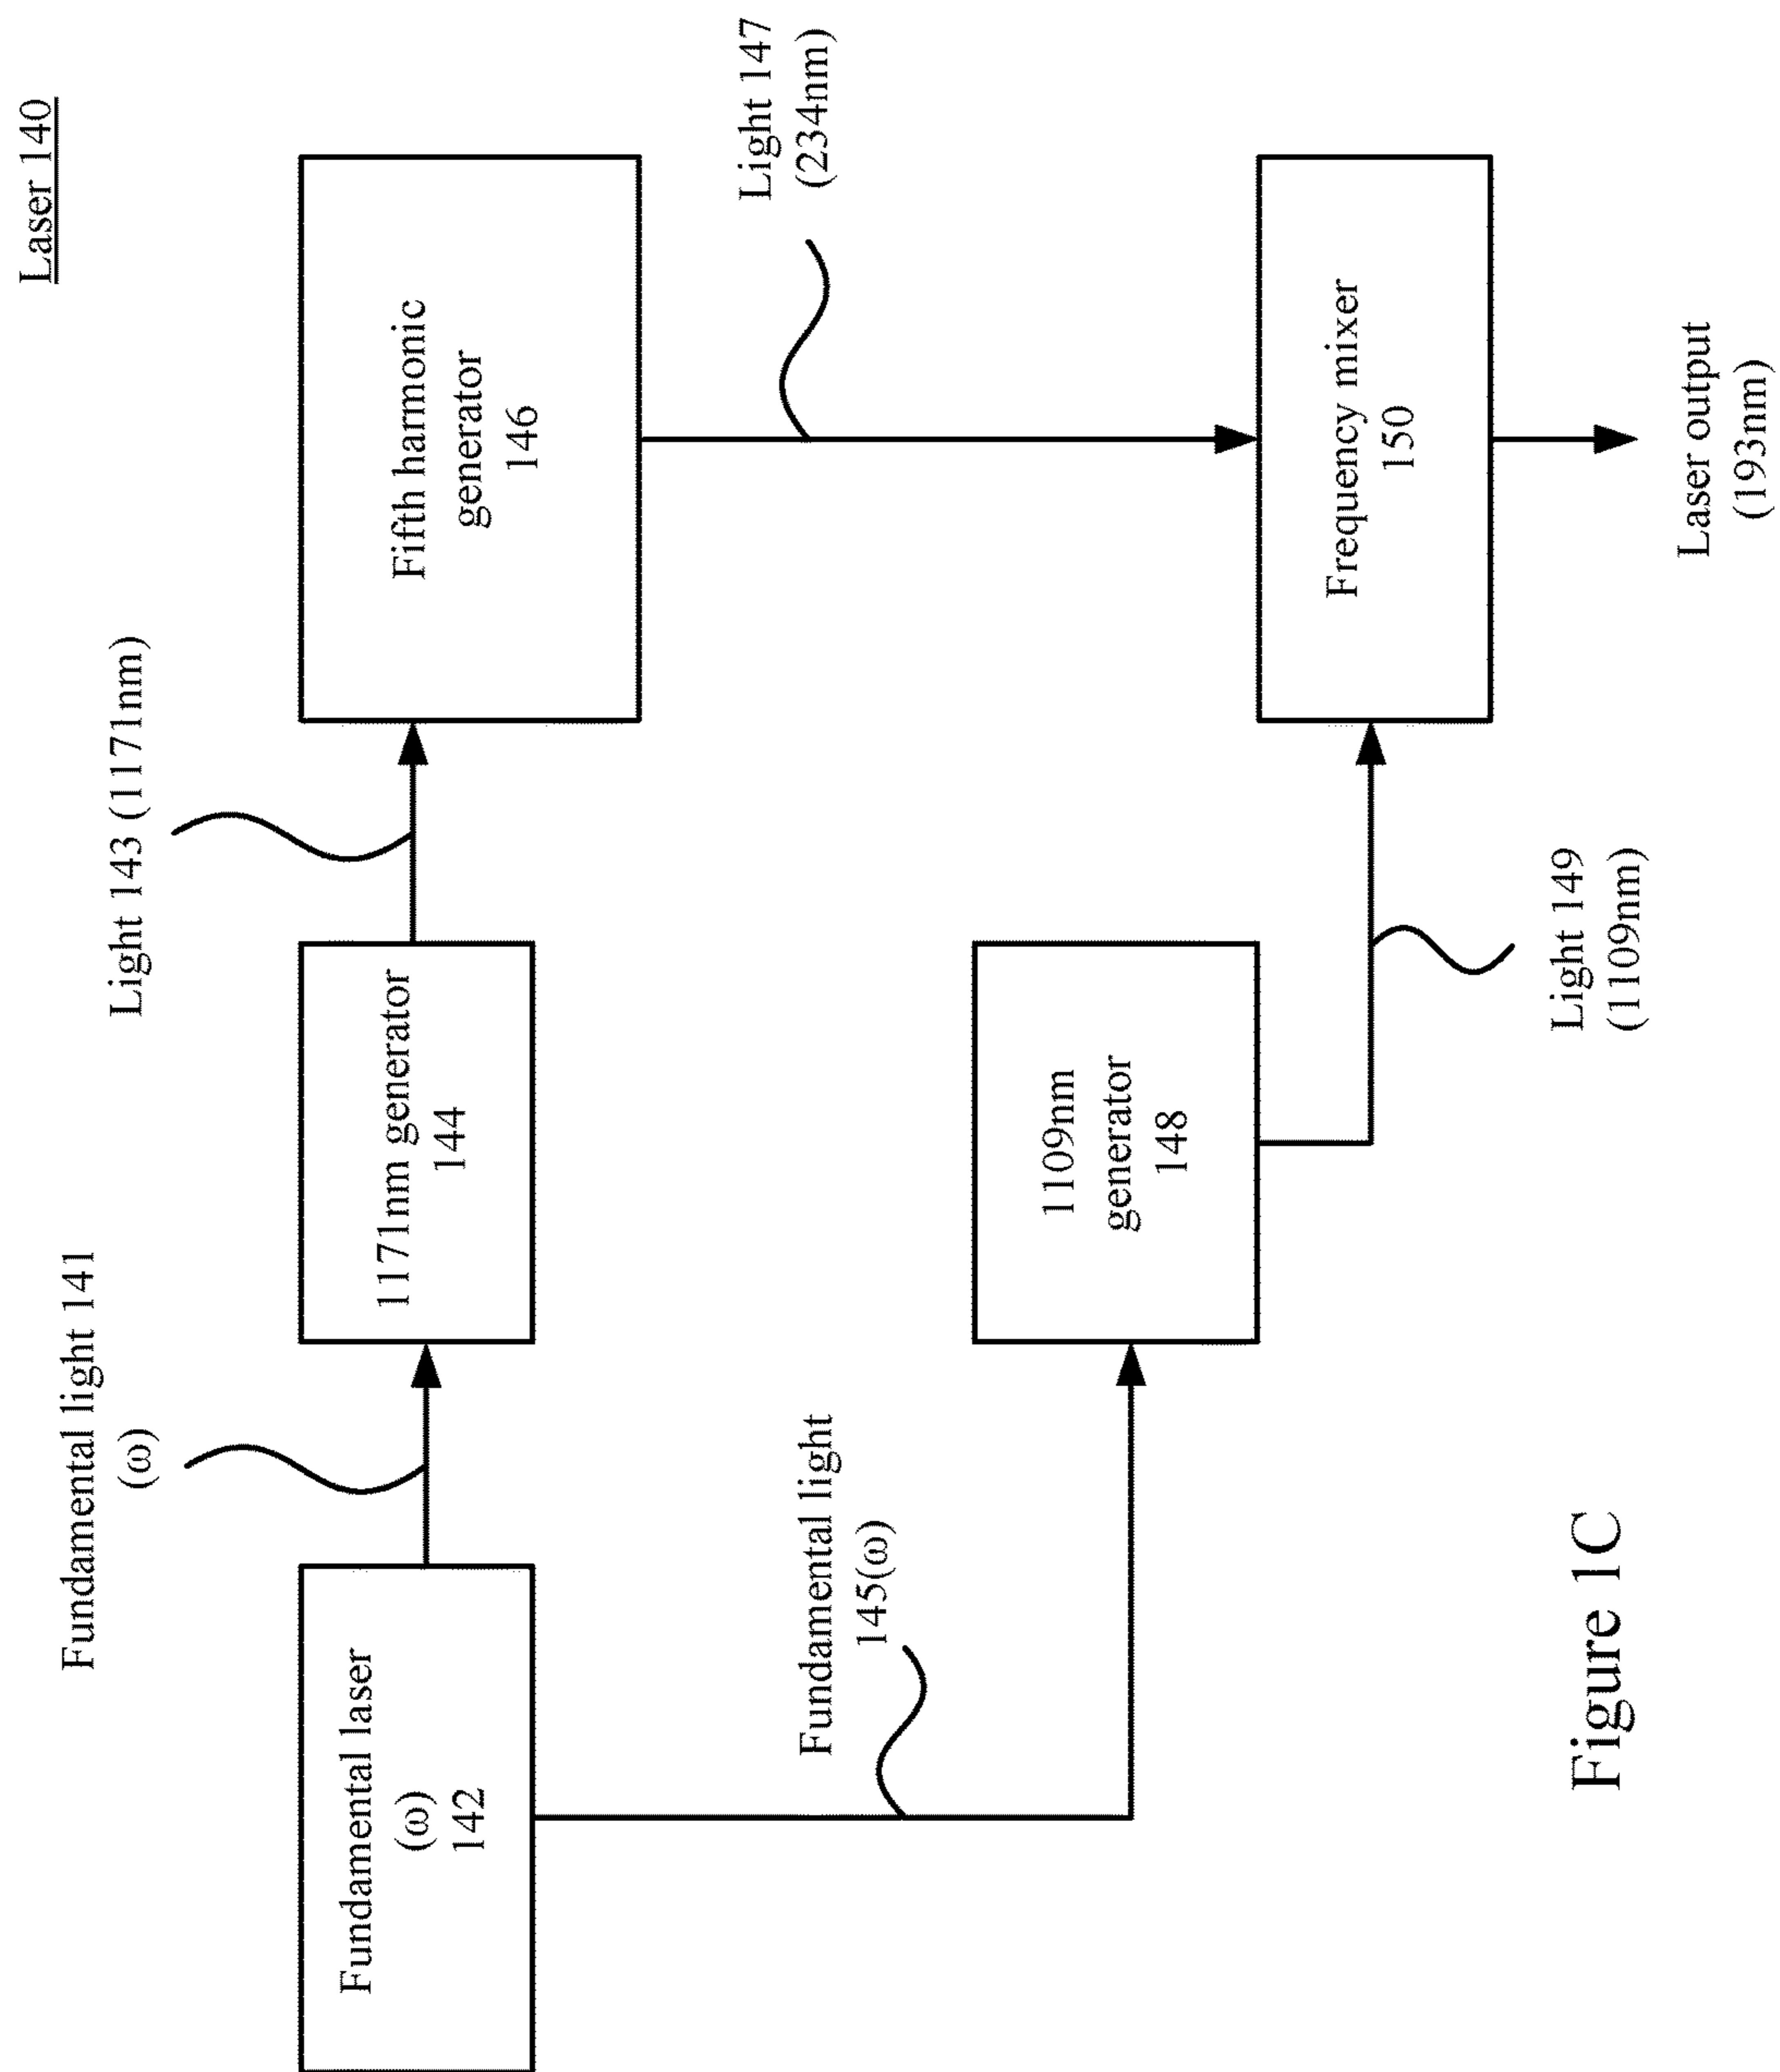 Laser 140
Fundamental light 141
(ω)
Light 143 (1171nm)
Fundamental laser
(ω)
142
1171nm generator
144
Fifth harmonic
generator
146
Light 147
(234nm)
Fundamental light
145(ω)
1109nm
generator
148
Frequency mixer
150
Light 149
(1109nm)
Laser output
(193nm)
Figure 1C